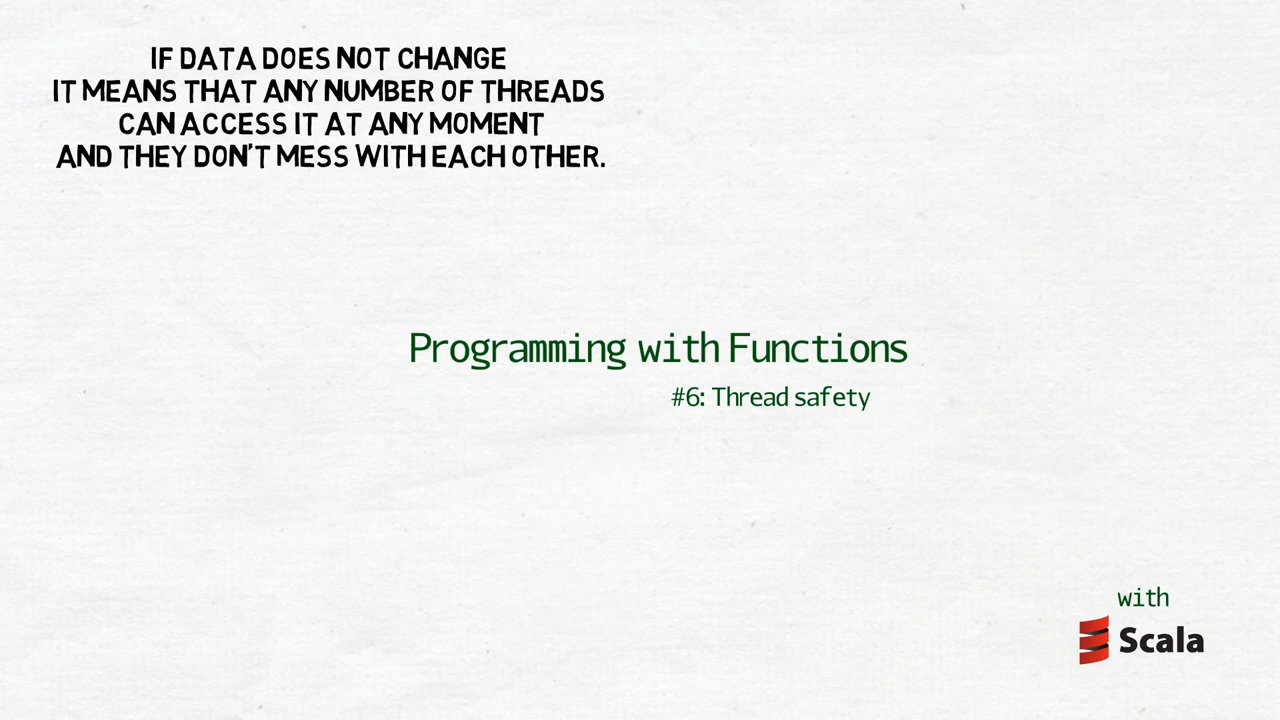 IF DATA DOES NOT CHANGE
IT MEANS THAT ANY NUMBER OF THREADS
CAN ACCESS IT AT ANY MOMENT
AND THEY DON'T MESS WITH EACH OTHER.
Programming with Functions
#6: Thread safety
with
Scala